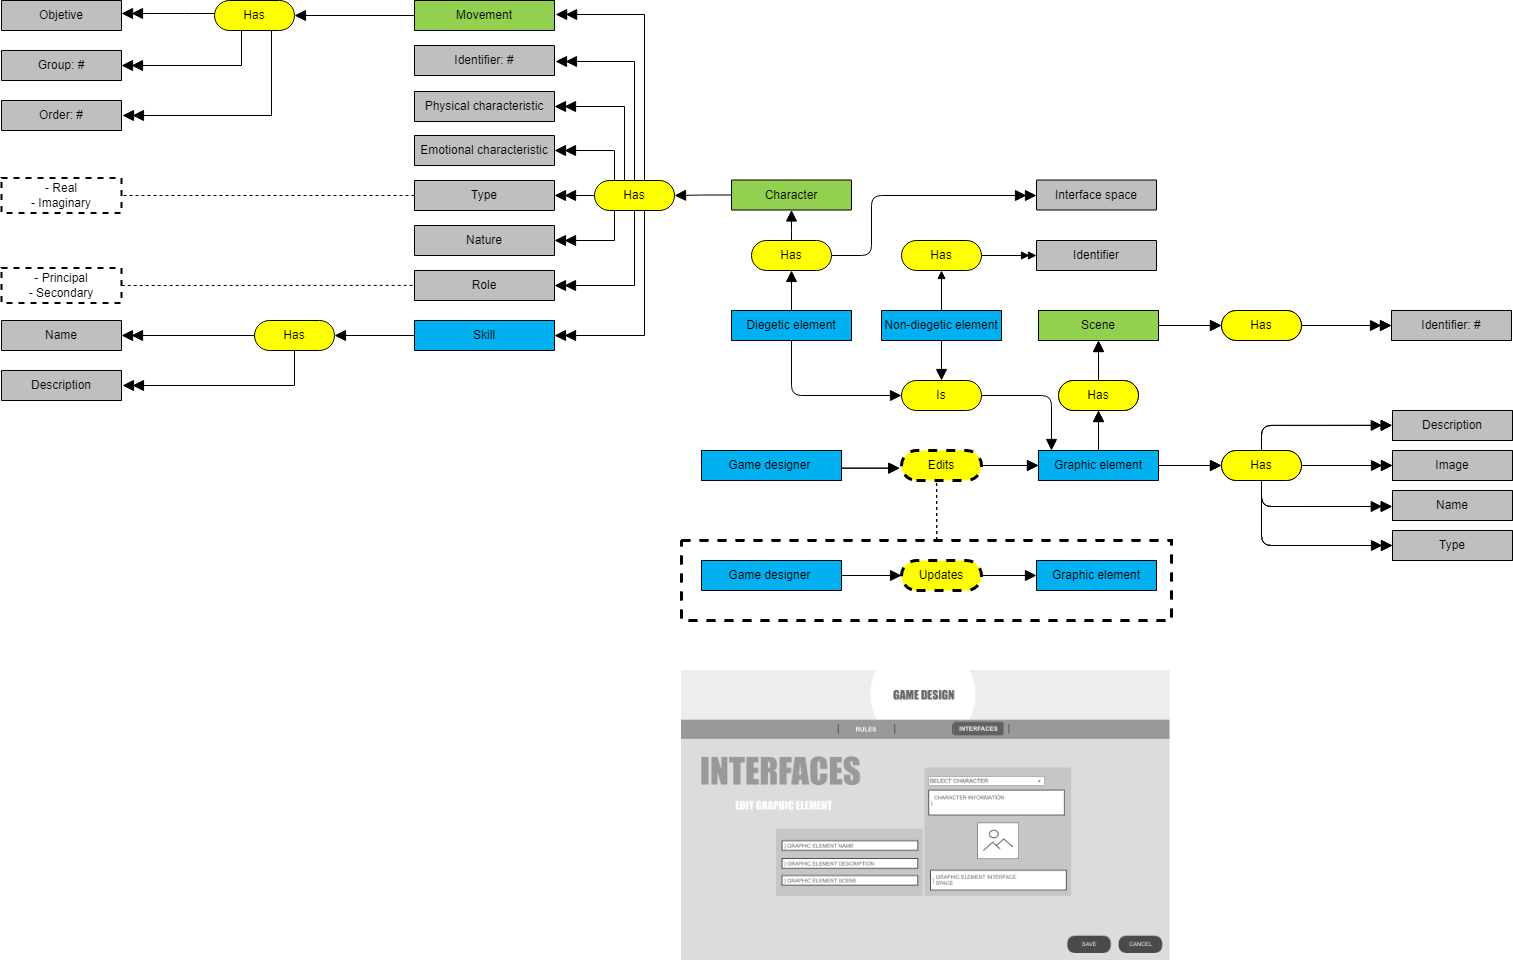 Objetive
Has
Movement
Group: #
Identifier: #
Order: #
Physical characteristic
Emotional characteristic
- Real
- Imaginary
Type
Has
Character
Interface space
Nature
Has
Has
Identifier
- Principal
- Secondary
Role
Name
Has
Skill
Diegetic element
Non-diegetic element
Scene
Has
Identifier: #
Description
Is
Has
Description
Game designer
Edits
Graphic element
Has
Image
Name
Type
Game designer
Updates
Graphic element
GAME DESIGN
RULES
INTERFACES
INTERFACES
EDIT GRAPHIC ELEMENT
SELECT CHARACTER
CHARACTER INFORMATION
GRAPHIC ELEMENT NAME
GRAPHIC ELEMENT DESCRIPTION
GRAPHIC ELEMENT SCENE
GRAPHIC ELEMENT INTERFACE
SPACE
SAVE
CANCEL